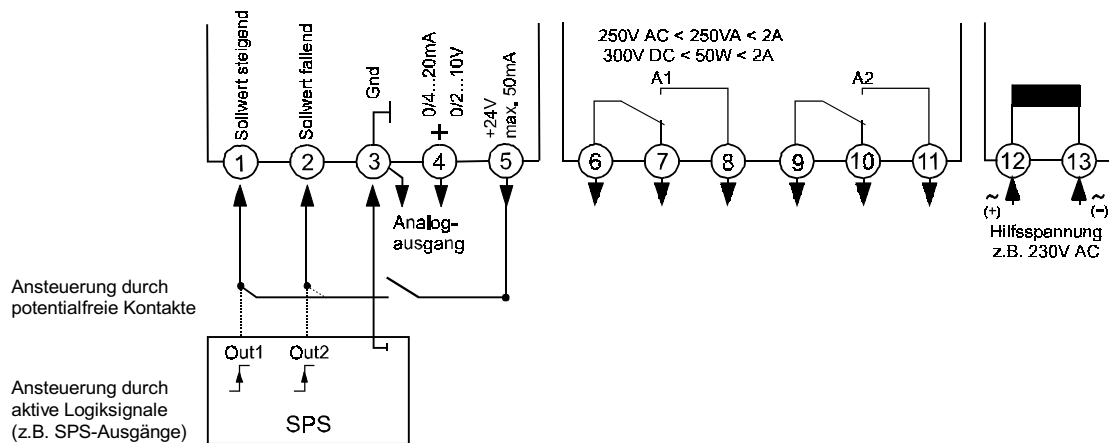 Sollwert steigend
Sollwert fallend
Gnd
0/4...20mA
0/2...10V
+
+24V
max. 50mA
250V AC < 250VA < 2A
300V DC < 50W < 2A
A1
A2
1
2
3
4
5
6
7
8
9
10
11
12
13
Analog-
ausgang
~
(+)
~
(-)
Hilfsspannung
z.B. 230V AC
Ansteuerung durch
potentialfreie Kontakte
Out1
Out2
SPS
Ansteuerung durch
aktive Logiksignale
(z.B. SPS-Ausgänge)